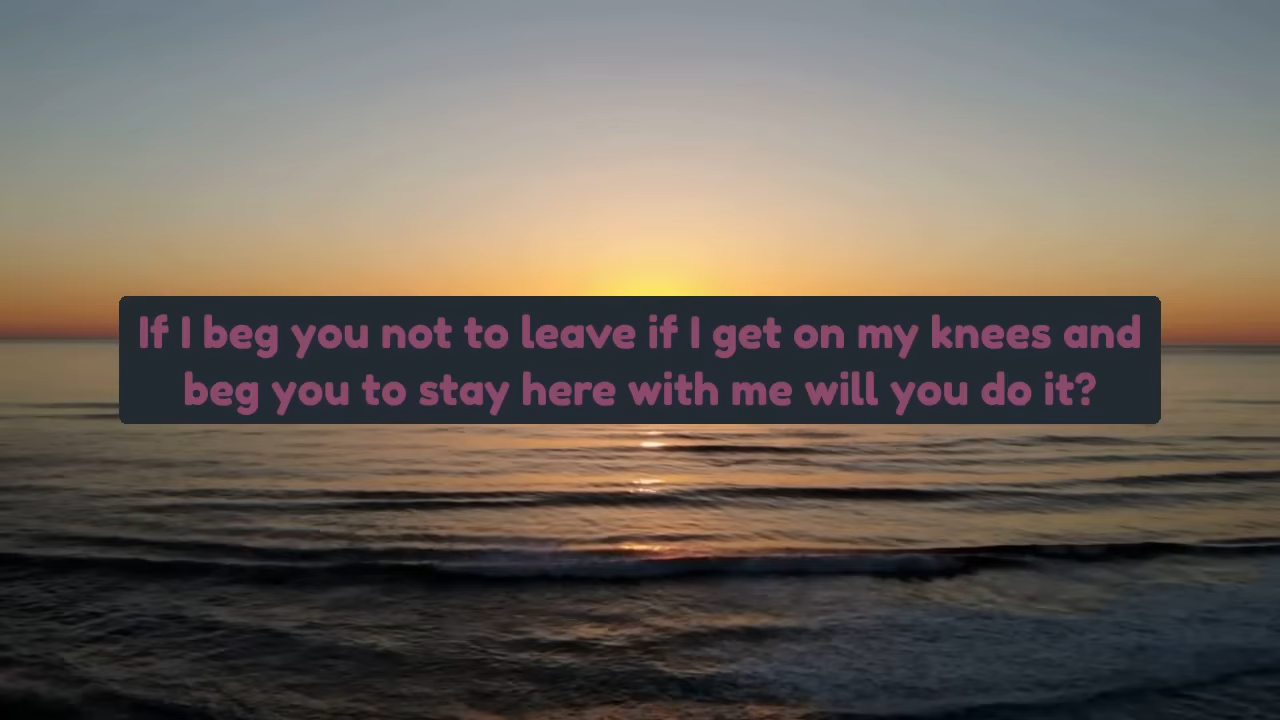 If I beg you not to leave if I get on my knees and
beg you to stay here with me will you do it?